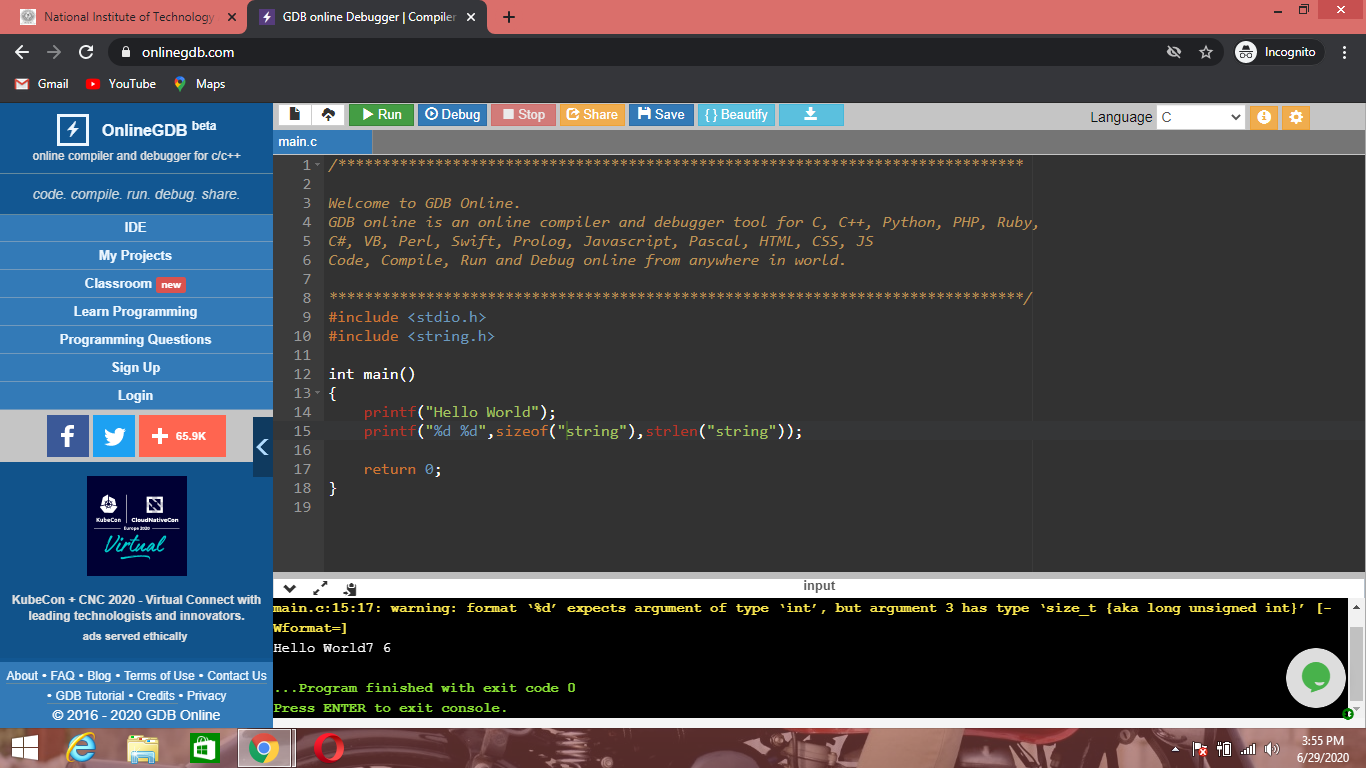 National Institute of Technology
GDB online Debugger | Compiler
onlinegdb.com
Incognito
Gmail
YouTube
Maps
OnlineGDB beta
online compiler and debugger for c/c++
code. compile. run. debug. share.
IDE
My Projects
Classroom new
Learn Programming
Programming Questions
Sign Up
Login
65.9K
KubeCon
CloudNativeCon
Europe 2020
Virtual
KubeCon + CNC 2020 - Virtual Connect with
leading technologists and innovators.
ads served ethically
About • FAQ • Blog • Terms of Use • Contact Us
• GDB Tutorial • Credits • Privacy
© 2016 - 2020 GDB Online
Run
Debug
Stop
Share
Save
{ } Beautify
Language C
main.c
1 /******************************************************************************
2
3 Welcome to GDB Online.
4 GDB online is an online compiler and debugger tool for C, C++, Python, PHP, Ruby,
5 C#, VB, Perl, Swift, Prolog, Javascript, Pascal, HTML, CSS, JS
6 Code, Compile, Run and Debug online from anywhere in world.
7
8 *******************************************************************************/
9 #include <stdio.h>
10 #include <string.h>
11
12 int main()
13 {
14     printf("Hello World");
15     printf("%d %d",sizeof("string"),strlen("string"));
16
17     return 0;
18 }
19
input
main.c:15:17: warning: format ‘%d’ expects argument of type ‘int’, but argument 3 has type ‘size_t {aka long unsigned int}’ [-
Wformat=]
Hello World7 6
...Program finished with exit code 0
Press ENTER to exit console.
3:55 PM
6/29/2020